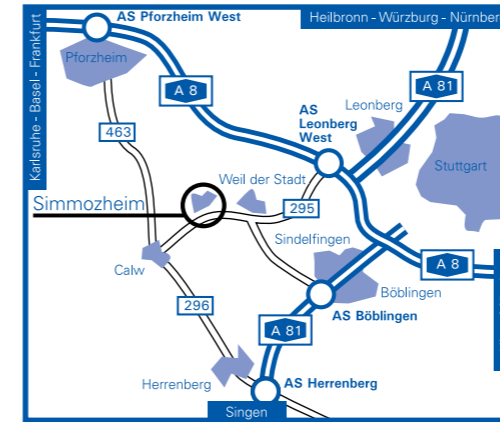 AS Pforzheim West
Heilbronn - Würzburg - Nürnber
Karlsruhe - Basel - Frankfurt
Pforzheim
A 8
A 81
AS
Leonberg
West
Leonberg
463
Stuttgart
Weil der Stadt
Simmozheim
295
Sindelfingen
Calw
A 8
Böblingen
296
AS Böblingen
A 81
Herrenberg
AS Herrenberg
Singen